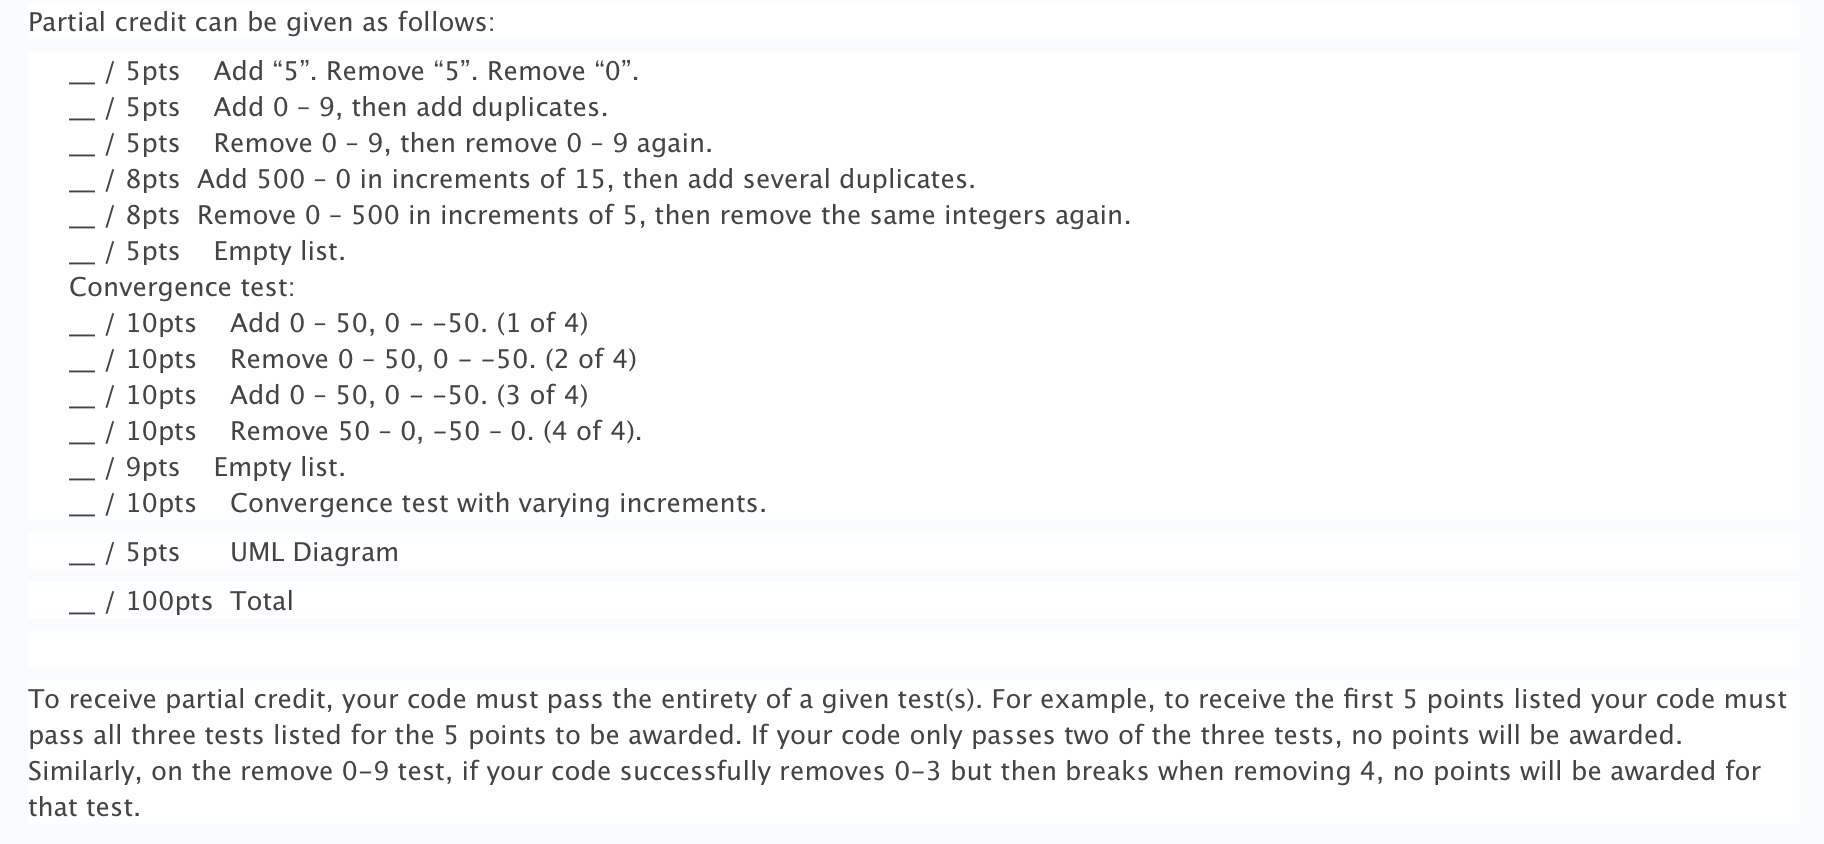 Partial credit can be given as follows:
__ / 5pts Add “5”. Remove “5”. Remove “0”.
__ / 5pts Add 0 – 9, then add duplicates.
__ / 5pts Remove 0 – 9, then remove 0 – 9 again.
__ / 8pts Add 500 – 0 in increments of 15, then add several duplicates.
__ / 8pts Remove 0 – 500 in increments of 5, then remove the same integers again.
__ / 5pts Empty list.
Convergence test:
__ / 10pts Add 0 – 50, 0 – -50. (1 of 4)
__ / 10pts Remove 0 – 50, 0 – -50. (2 of 4)
__ / 10pts Add 0 – 50, 0 – -50. (3 of 4)
__ / 10pts Remove 50 – 0, -50 – 0. (4 of 4).
__ / 9pts Empty list.
__ / 10pts Convergence test with varying increments.
__ / 5pts UML Diagram
__ / 100pts Total
To receive partial credit, your code must pass the entirety of a given test(s). For example, to receive the first 5 points listed your code must
pass all three tests listed for the 5 points to be awarded. If your code only passes two of the three tests, no points will be awarded.
Similarly, on the remove 0-9 test, if your code successfully removes 0-3 but then breaks when removing 4, no points will be awarded for
that test.